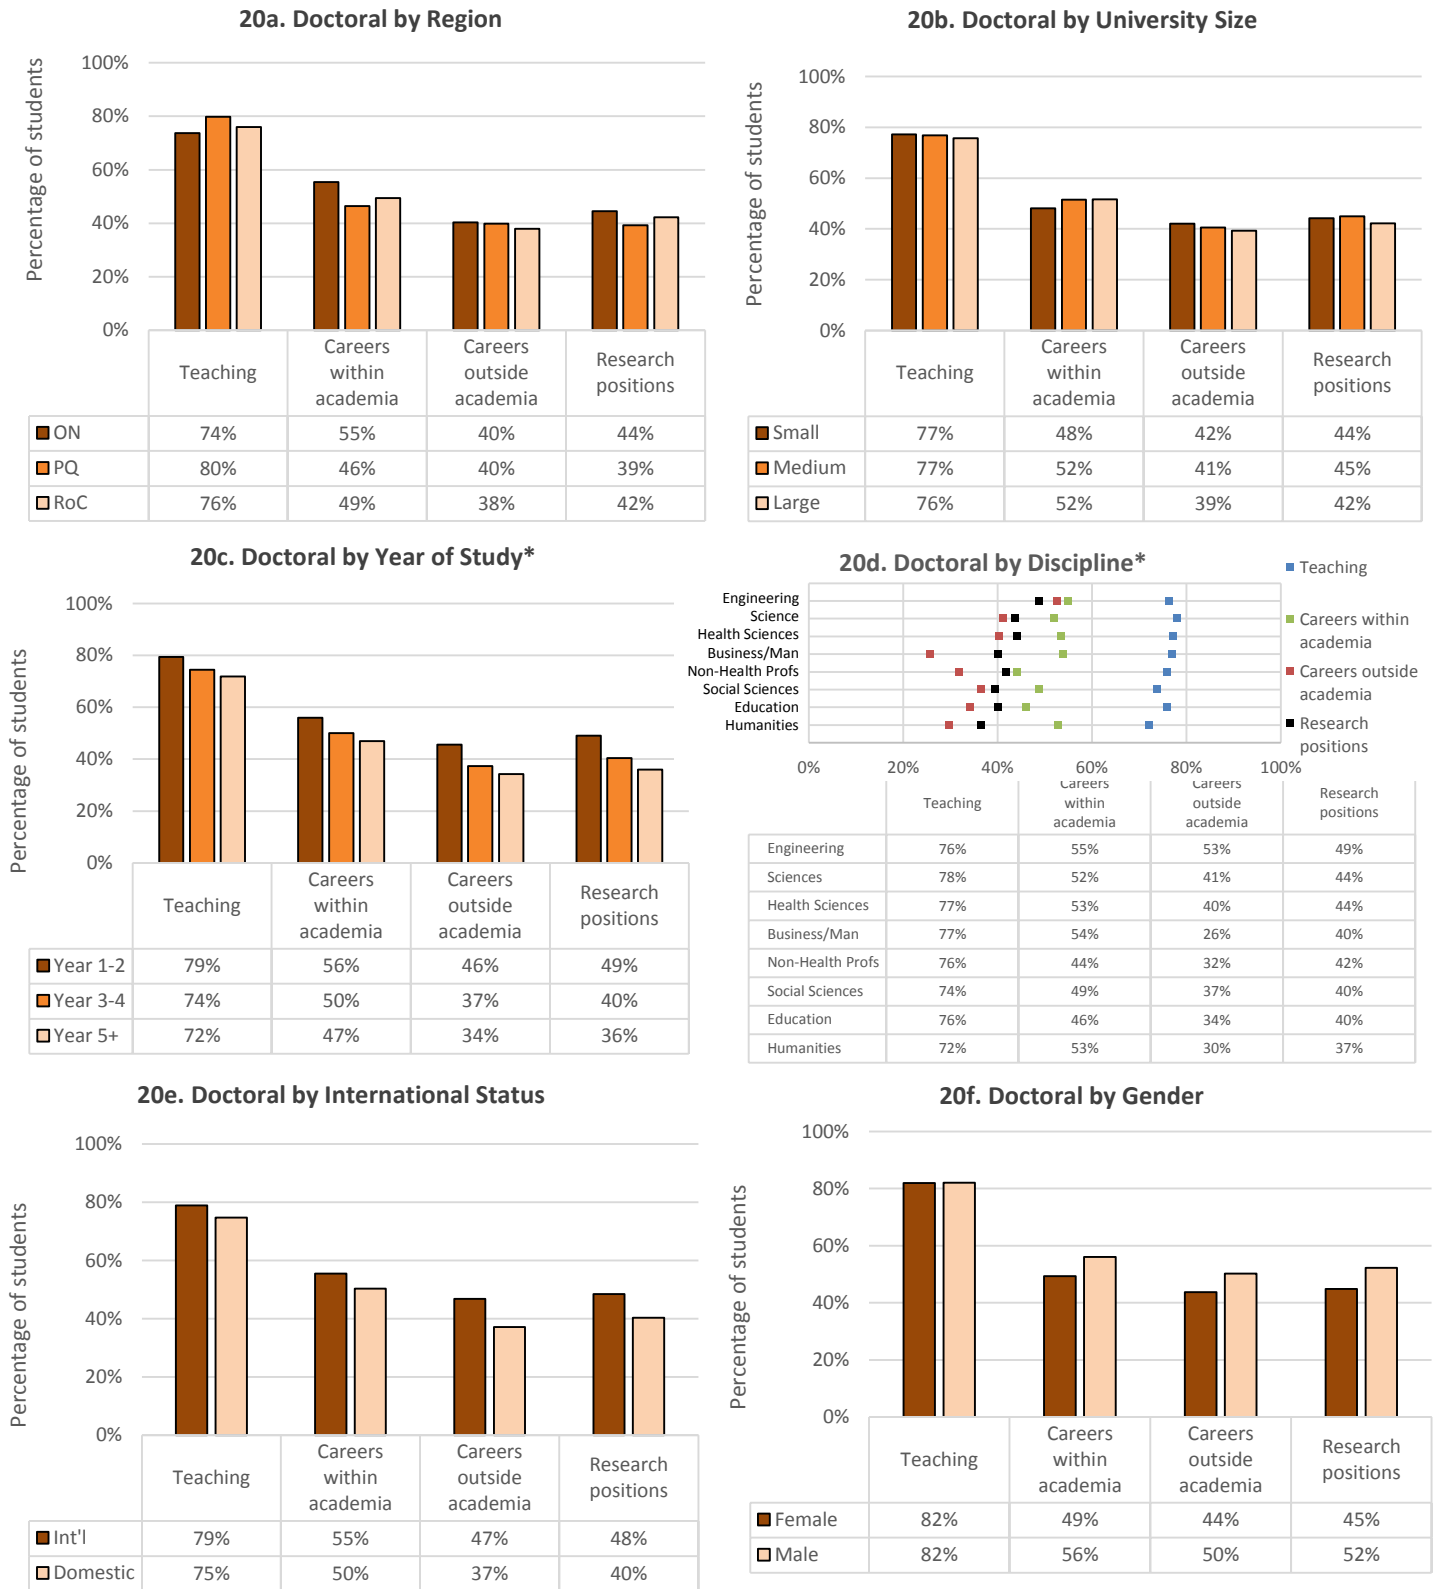 20a. Doctoral by Region
Percentage of students
100%
80%
60%
40%
20%
0%
Teaching
Careers
within
academia
Careers
outside
academia
Research
positions
ON 74% 55% 40% 44%
PQ 80% 46% 40% 39%
RoC 76% 49% 38% 42%
20b. Doctoral by University Size
Percentage of students
100%
80%
60%
40%
20%
0%
Teaching
Careers
within
academia
Careers
outside
academia
Research
positions
Small 77% 48% 42% 44%
Medium 77% 52% 41% 45%
Large 76% 52% 39% 42%
20c. Doctoral by Year of Study*
Percentage of students
100%
80%
60%
40%
20%
0%
Teaching
Careers
within
academia
Careers
outside
academia
Research
positions
Year 1-2 79% 56% 46% 49%
Year 3-4 74% 50% 37% 40%
Year 5+ 72% 47% 34% 36%
20d. Doctoral by Discipline*
Engineering
Science
Health Sciences
Business/Man
Non-Health Profs
Social Sciences
Education
Humanities
0% 20% 40% 60% 80% 100%
Teaching
Careers within
academia
Careers outside
academia
Research
positions
Teaching
Careers
within
academia
Careers
outside
academia
Research
positions
Engineering 76% 55% 53% 49%
Sciences 78% 52% 41% 44%
Health Sciences 77% 53% 40% 44%
Business/Man 77% 54% 26% 40%
Non-Health Profs 76% 44% 32% 42%
Social Sciences 74% 49% 37% 40%
Education 76% 46% 34% 40%
Humanities 72% 53% 30% 37%
20e. Doctoral by International Status
Percentage of students
100%
80%
60%
40%
20%
0%
Teaching
Careers
within
academia
Careers
outside
academia
Research
positions
Int'l 79% 55% 47% 48%
Domestic 75% 50% 37% 40%
20f. Doctoral by Gender
Percentage of students
100%
80%
60%
40%
20%
0%
Teaching
Careers
within
academia
Careers
outside
academia
Research
positions
Female 82% 49% 44% 45%
Male 82% 56% 50% 52%